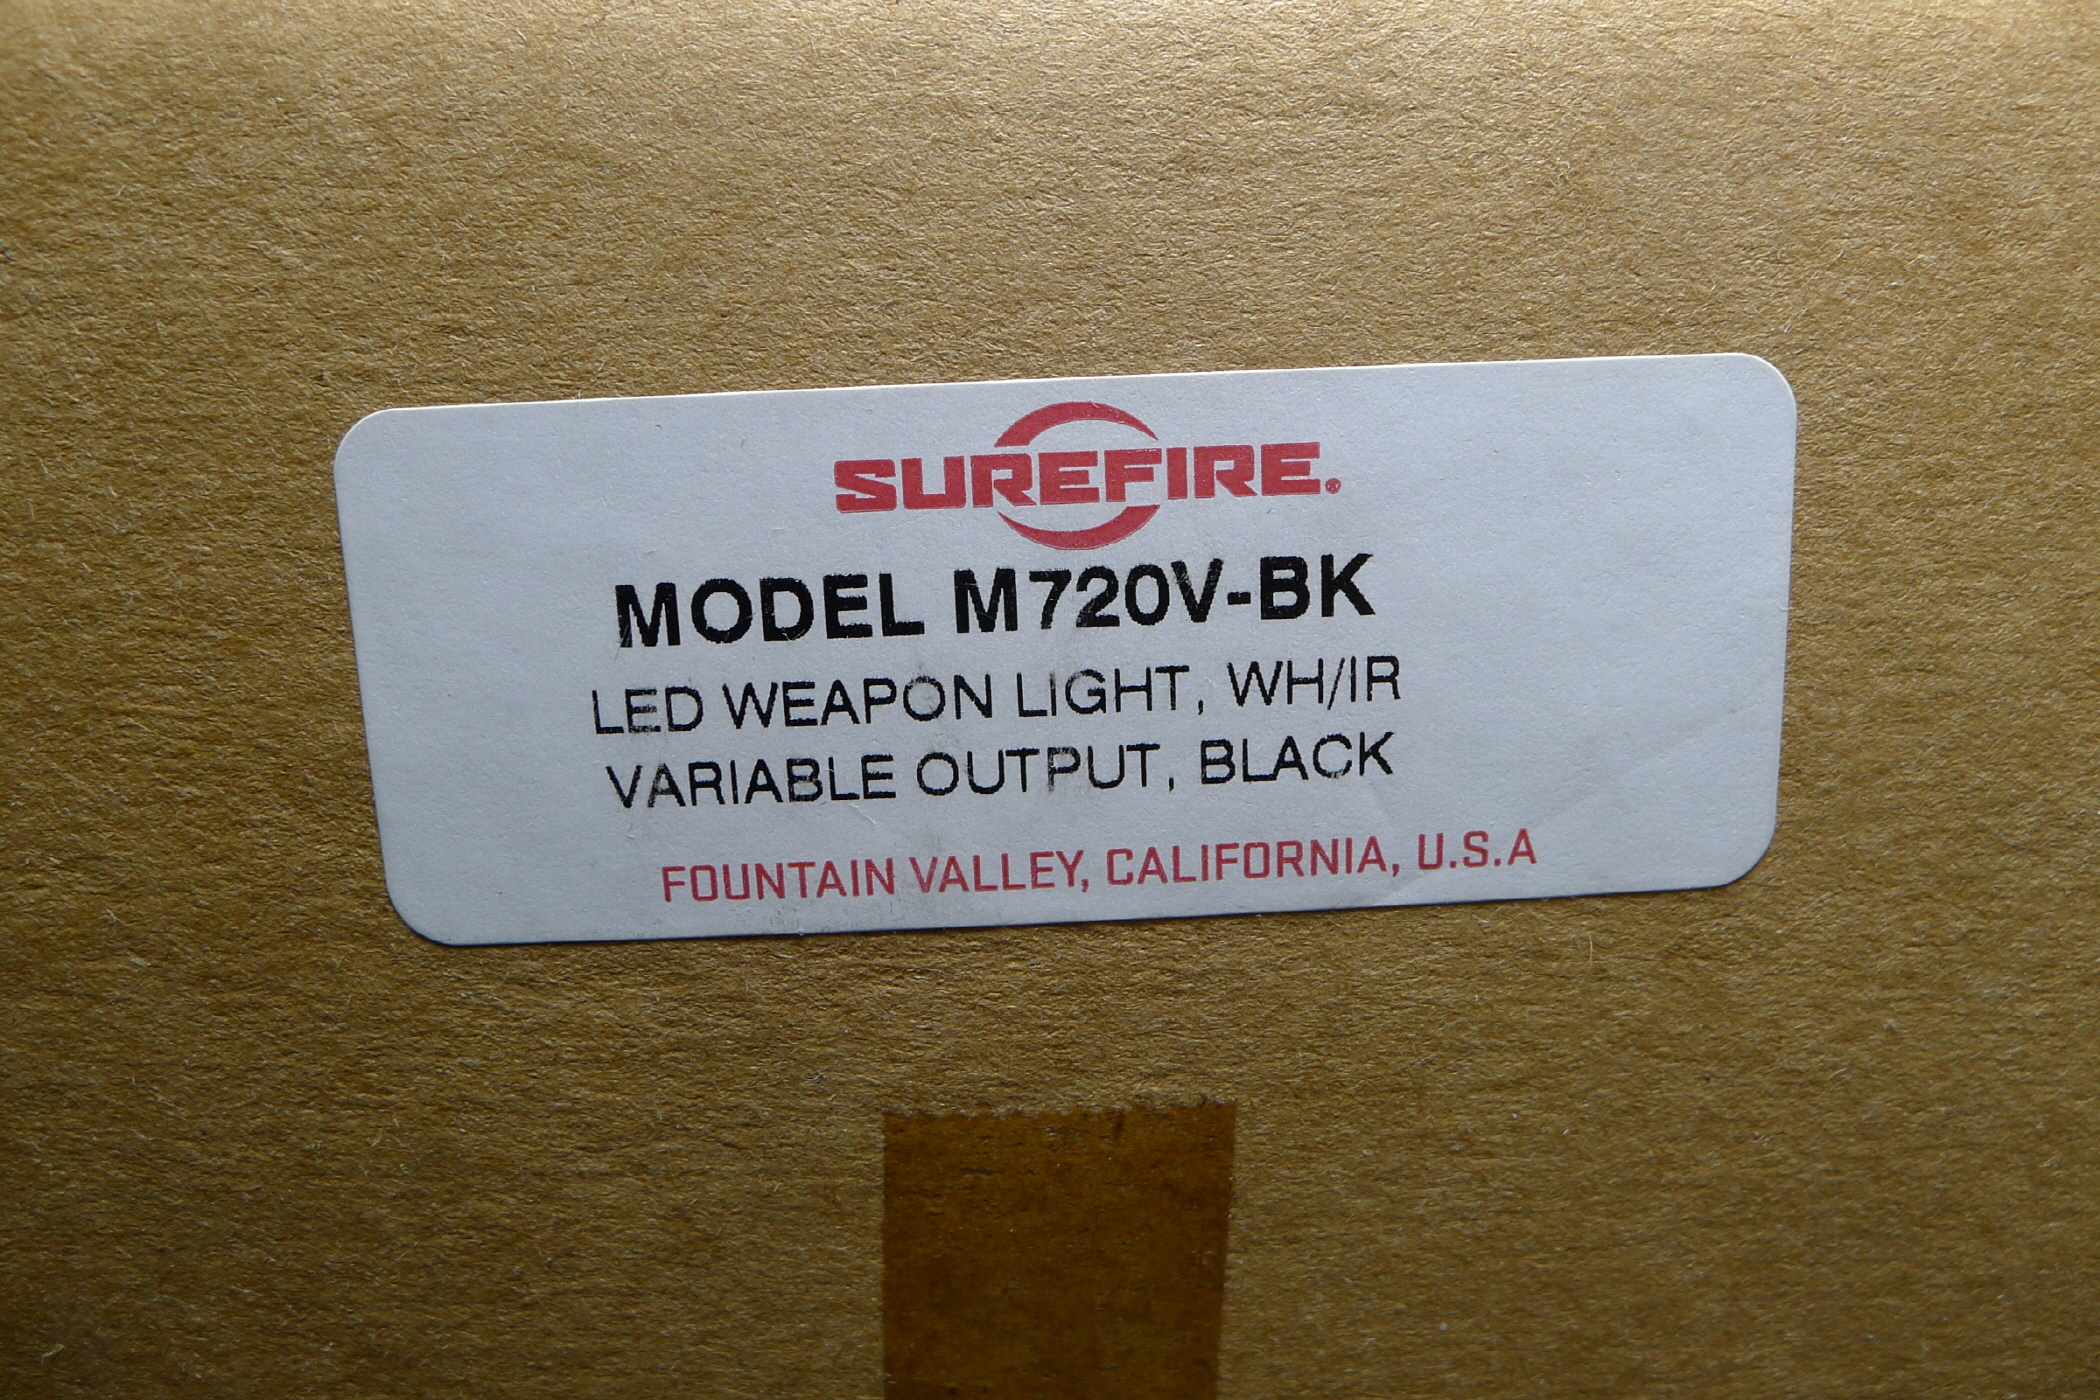 SUREFIRE.
MODEL M720V-BK
LED WEAPON LIGHT, WH/IR
VARIABLE OUTPUT, BLACK
FOUNTAIN VALLEY, CALIFORNIA, U.S.A